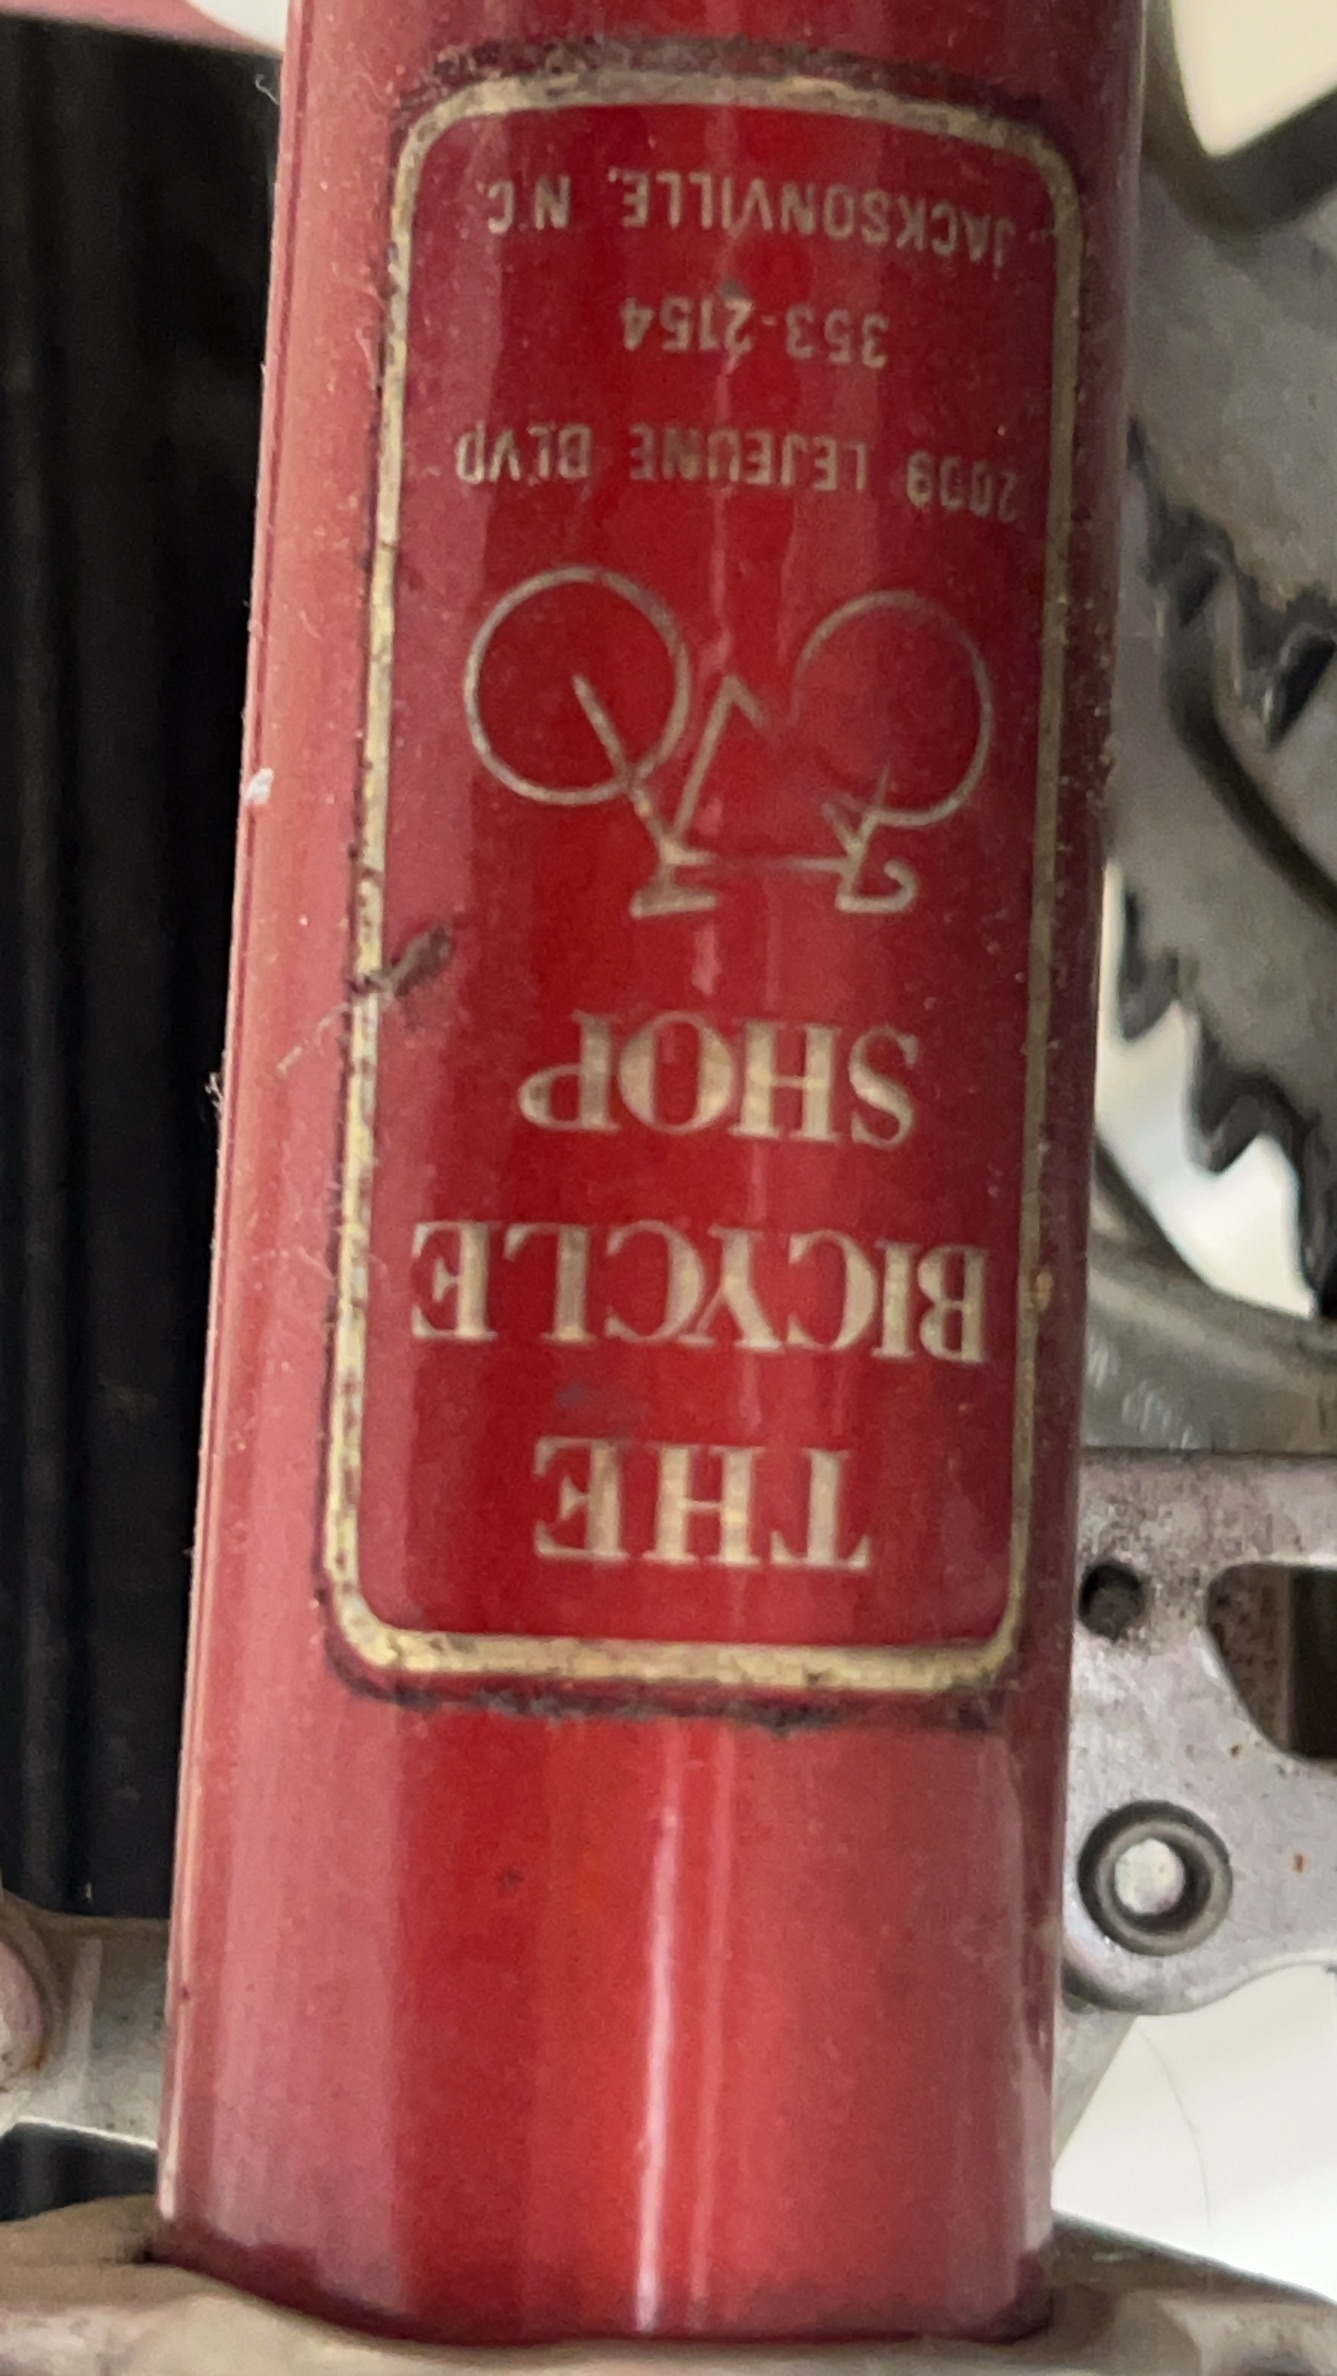 THE
BICYCLE
SHOP
2009 LEJEUNE BLVD
353-2154
JACKSONVILLE, N.C.